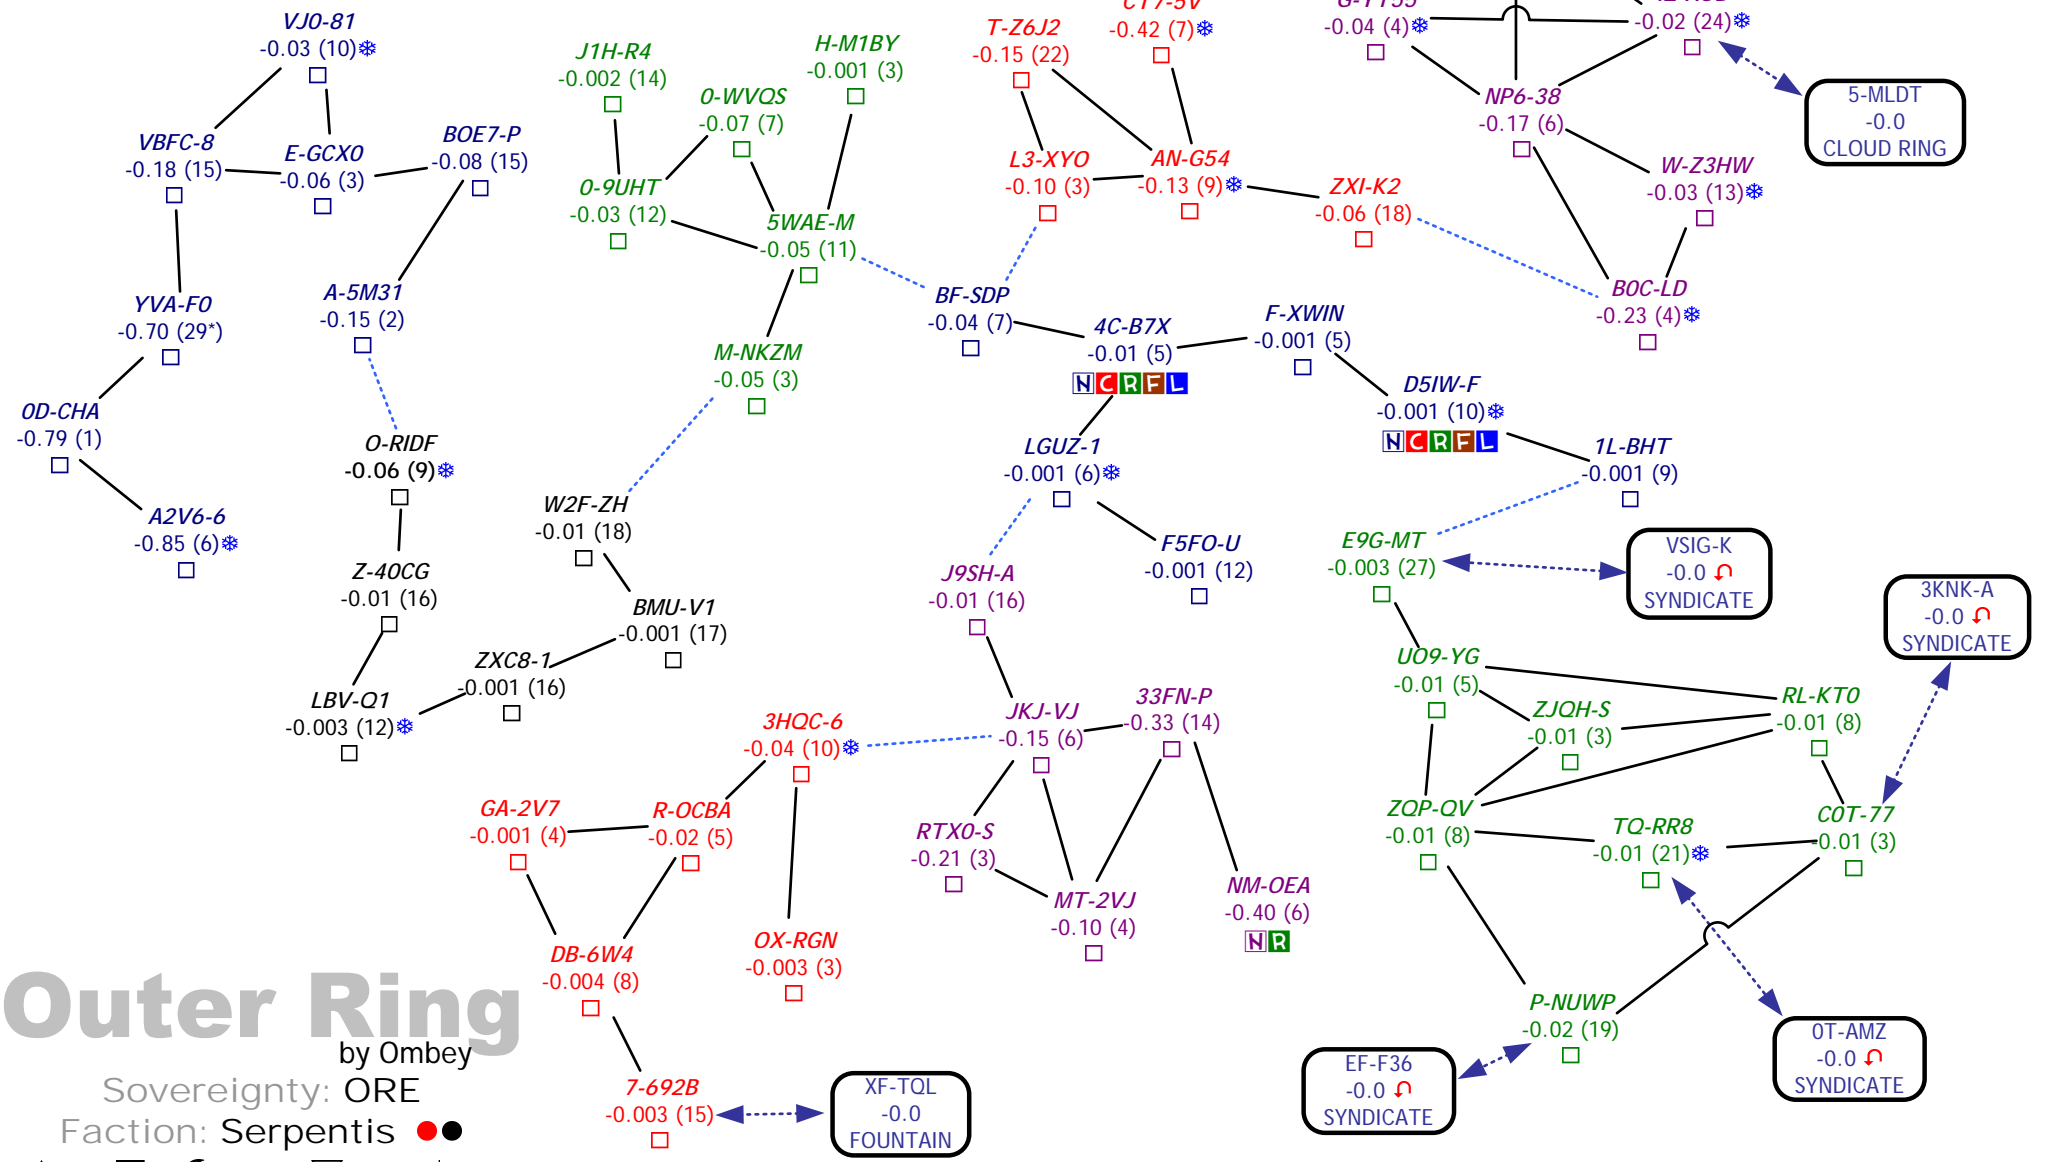 VJ0-81
-0.03 (10)
VBFC-8
-0.18 (15)
E-GCX0
-0.06 (3)
BOE7-P
-0.08 (15)
YVA-F0
-0.70 (29*)
A-5M31
-0.15 (2)
0D-CHA
-0.79 (1)
A2V6-6
-0.85 (6)
O-RIDF
-0.06 (9)
Z-40CG
-0.01 (16)
LBV-Q1
-0.003 (12)
ZXC8-1
-0.001 (16)
BMU-V1
-0.001 (17)
W2F-ZH
-0.01 (18)
J1H-R4
-0.002 (14)
0-WVQS
-0.07 (7)
H-M1BY
-0.001 (3)
0-9UHT
-0.03 (12)
5WAE-M
-0.05 (11)
M-NKZM
-0.05 (3)
T-Z6J2
-0.15 (22)
CT7-5V
-0.42 (7)
L3-XYO
-0.10 (3)
AN-G54
-0.13 (9)
ZXI-K2
-0.06 (18)
-0.04 (4)
-0.02 (24)
NP6-38
-0.17 (6)
W-Z3HW
-0.03 (13)
B0C-LD
-0.23 (4)
5-MLDT
-0.0
CLOUD RING
BF-SDP
-0.04 (7)
4C-B7X
-0.01 (5)
N C R F L
F-XWIN
-0.001 (5)
D5IW-F
-0.001 (10)
N C R F L
1L-BHT
-0.001 (9)
LGUZ-1
-0.001 (6)
F5FO-U
-0.001 (12)
J9SH-A
-0.01 (16)
JKJ-VJ
-0.15 (6)
33FN-P
-0.33 (14)
RTX0-S
-0.21 (3)
MT-2VJ
-0.10 (4)
NM-OEA
-0.40 (6)
N R
3HQC-6
-0.04 (10)
GA-2V7
-0.001 (4)
R-OCBA
-0.02 (5)
DB-6W4
-0.004 (8)
OX-RGN
-0.003 (3)
7-692B
-0.003 (15)
XF-TQL
-0.0
FOUNTAIN
E9G-MT
-0.003 (27)
VSIG-K
-0.0
SYNDICATE
3KNK-A
-0.0
SYNDICATE
UO9-YG
-0.01 (5)
ZJQH-S
-0.01 (3)
RL-KT0
-0.01 (8)
ZQP-QV
-0.01 (8)
TQ-RR8
-0.01 (21)
C0T-77
-0.01 (3)
P-NUWP
-0.02 (19)
EF-F36
-0.0
SYNDICATE
0T-AMZ
-0.0
SYNDICATE
Outer Ring
by Ombey
Sovereignty: ORE
Faction: Serpentis